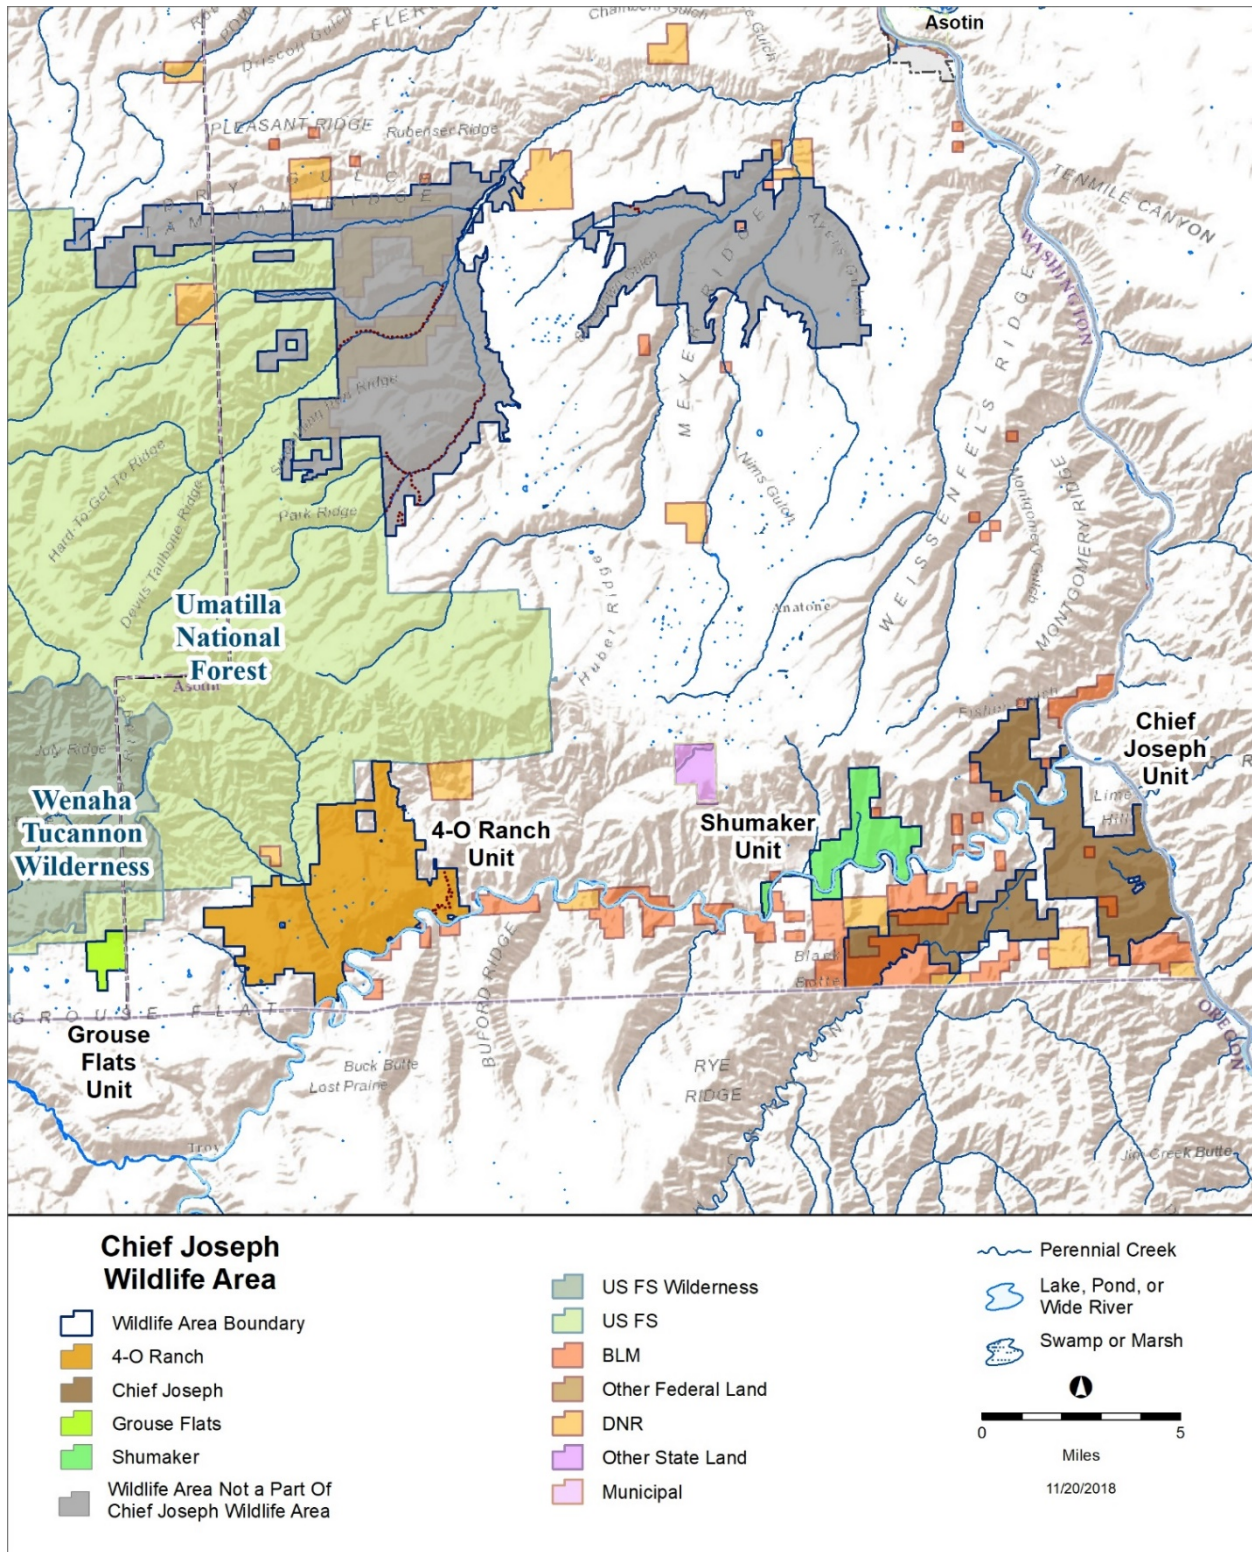 Asotin
Chambers Gulch
Driscoll Gulch
PLEASANT RIDGE
Rubenser Ridge
TENMILE CANYON
WASHINGTON
Ayers Gulch
MEYER RIDGE
Nims Gulch
WEISSENFELS RIDGE
Montgomery Gulch
MONTGOMERY RIDGE
Hard-To-Get-To Ridge
Devils Tailbone Ridge
Park Ridge
Huber Ridge
Anatone
Umatilla
National
Forest
Asotin
Chief
Joseph
Unit
Lime
Hill
Wenaha
Tucannon
Wilderness
4-O Ranch
Unit
Shumaker
Unit
BUFORD RIDGE
Black
Butte
GROUSE FLAT
Grouse
Flats
Unit
OREGON
Buck Butte
Lost Prairie
RYE
RIDGE
Troy
Jim Creek Butte
Chief Joseph
Wildlife Area
Wildlife Area Boundary
4-O Ranch
Chief Joseph
Grouse Flats
Shumaker
Wildlife Area Not a Part Of
Chief Joseph Wildlife Area
US FS Wilderness
US FS
BLM
Other Federal Land
DNR
Other State Land
Municipal
Perennial Creek
Lake, Pond, or
Wide River
Swamp or Marsh
0 5
Miles
11/20/2018